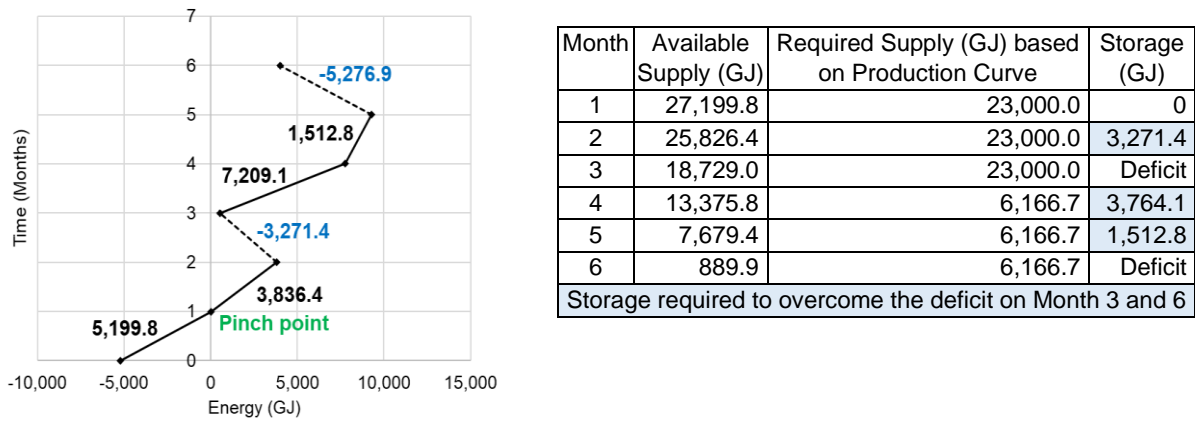 7
6
-5,276.9
5
1,512.8
4
7,209.1
3
-3,271.4
2
3,836.4
1
Pinch point
5,199.8
0
-10,000 -5,000 0 5,000 10,000 15,000
Energy (GJ)
Time (Months)
Month Available Supply (GJ) Required Supply (GJ) based on Production Curve Storage (GJ)
1 27,199.8 23,000.0 0
2 25,826.4 23,000.0 3,271.4
3 18,729.0 23,000.0 Deficit
4 13,375.8 6,166.7 3,764.1
5 7,679.4 6,166.7 1,512.8
6 889.9 6,166.7 Deficit
Storage required to overcome the deficit on Month 3 and 6